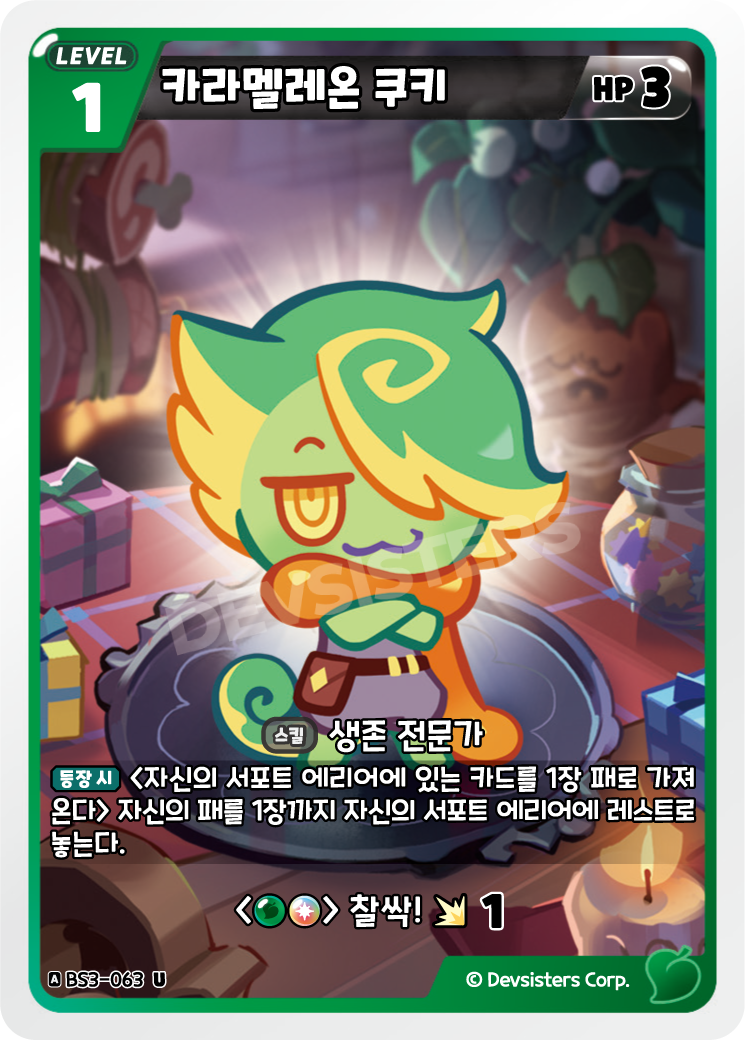 LEVEL
1
카라멜레온 쿠키
HP 3
DEVSISTERS
스킬 생존 전문가
등장 시 <자신의 서포트 에리어에 있는 카드를 1장 패로 가져
온다> 자신의 패를 1장까지 자신의 서포트 에리어에 레스트로
놓는다.
< > 찰싹! 1
A BS3-063 U
© Devsisters Corp.